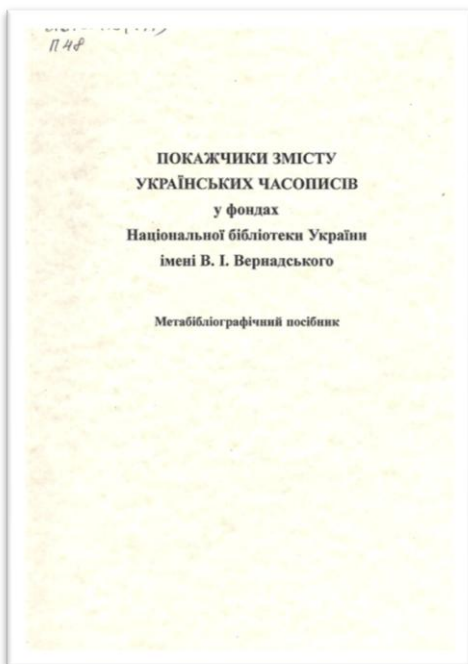 П 48
ПОКАЖЧИКИ ЗМІСТУ
УКРАЇНСЬКИХ ЧАСОПИСІВ
у фондах
Національної бібліотеки України
імені В. І. Вернадського
Метабібліографічний посібник